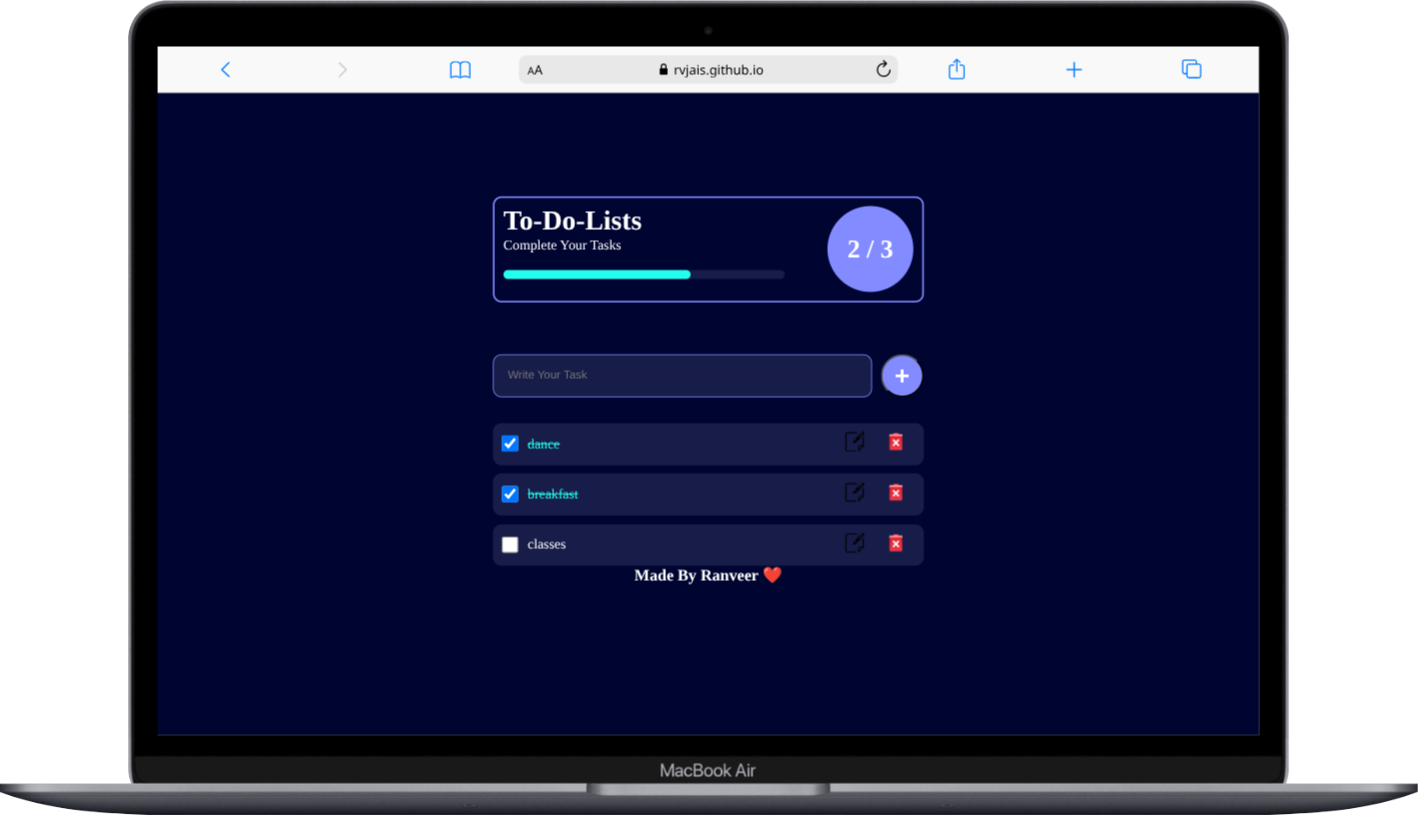 AA rvjais.github.io
To-Do-Lists
Complete Your Tasks
2 / 3
Write Your Task
+
dance
breakfast
classes
Made By Ranveer ❤️
MacBook Air